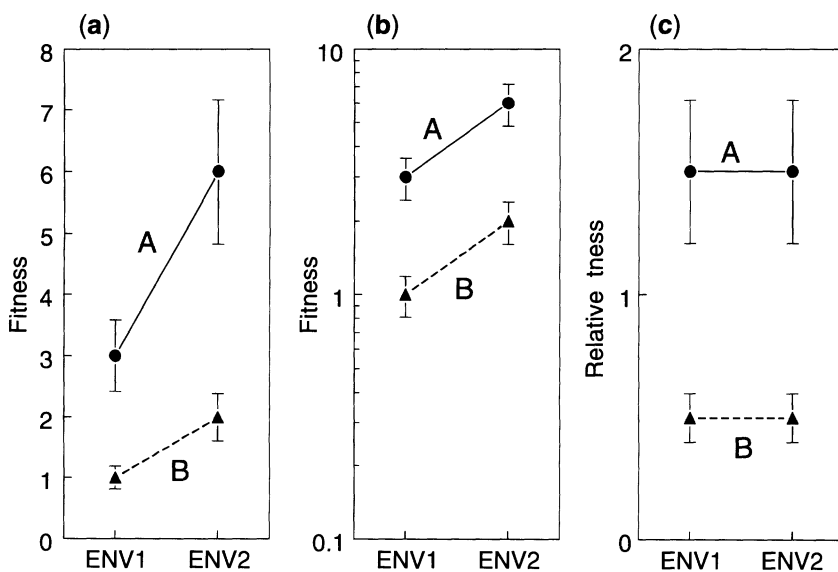 (a)
8
7
6
5
4
3
2
1
0
Fitness
A
B
ENV1 ENV2
(b)
10
1
0.1
Fitness
A
B
ENV1 ENV2
(c)
2
1
0
Relative tness
A
B
ENV1 ENV2